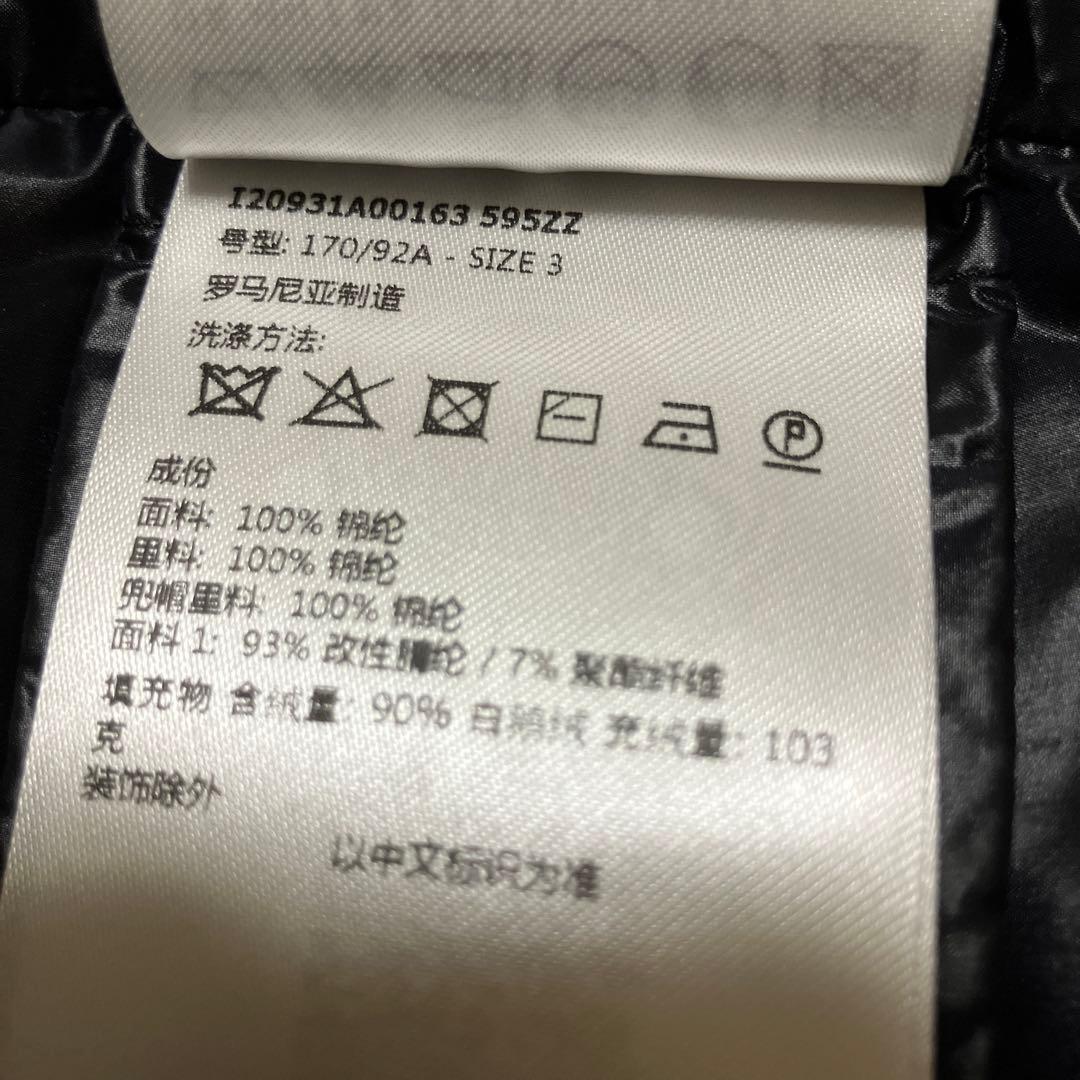 I20931A00163 595ZZ
号型: 170/92A - SIZE 3
罗马尼亚制造
洗涤方法:
P
成份
面料: 100% 锦纶
里料: 100% 锦纶
兜帽里料: 100% 锦纶
面料 1: 93% 改性腈纶 / 7% 聚酯纤维
填充物 含绒量: 90% 白鹅绒 充绒量: 103
克
装饰除外
以中文标识为准